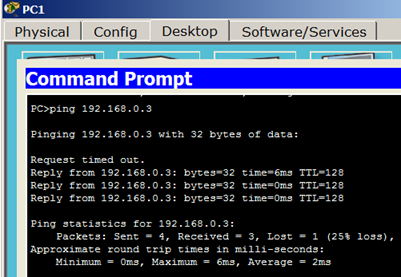 PC1
Physical Config Desktop Software/Services
Command Prompt
PC>ping 192.168.0.3
Pinging 192.168.0.3 with 32 bytes of data:
Request timed out.
Reply from 192.168.0.3: bytes=32 time=6ms TTL=128
Reply from 192.168.0.3: bytes=32 time=0ms TTL=128
Reply from 192.168.0.3: bytes=32 time=0ms TTL=128
Ping statistics for 192.168.0.3:
Packets: Sent = 4, Received = 3, Lost = 1 (25% loss),
Approximate round trip times in milli-seconds:
Minimum = 0ms, Maximum = 6ms, Average = 2ms